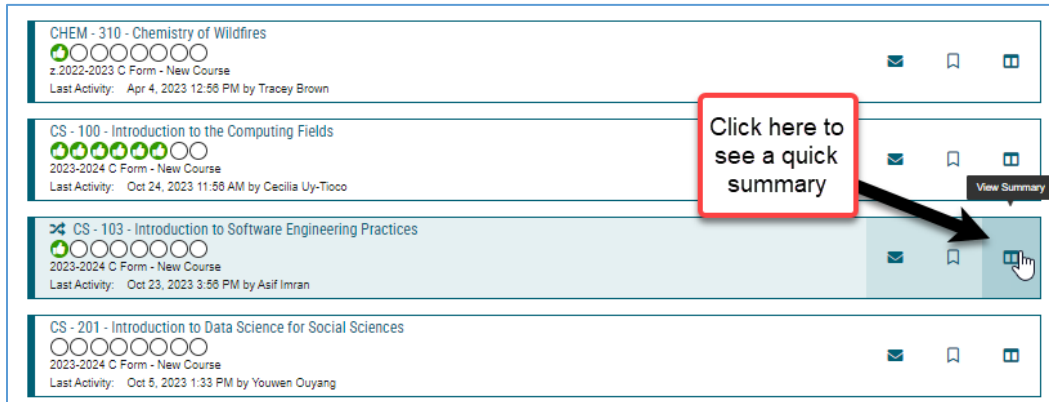 CHEM - 310 - Chemistry of Wildfires
z.2022-2023 C Form - New Course
Last Activity: Apr 4, 2023 12:56 PM by Tracey Brown
CS - 100 - Introduction to the Computing Fields
2023-2024 C Form - New Course
Last Activity: Oct 24, 2023 11:56 AM by Cecilia Uy-Tioco
Click here to
see a quick
summary
View Summary
CS - 103 - Introduction to Software Engineering Practices
2023-2024 C Form - New Course
Last Activity: Oct 23, 2023 3:56 PM by Asif Imran
CS - 201 - Introduction to Data Science for Social Sciences
2023-2024 C Form - New Course
Last Activity: Oct 5, 2023 1:33 PM by Youwen Ouyang